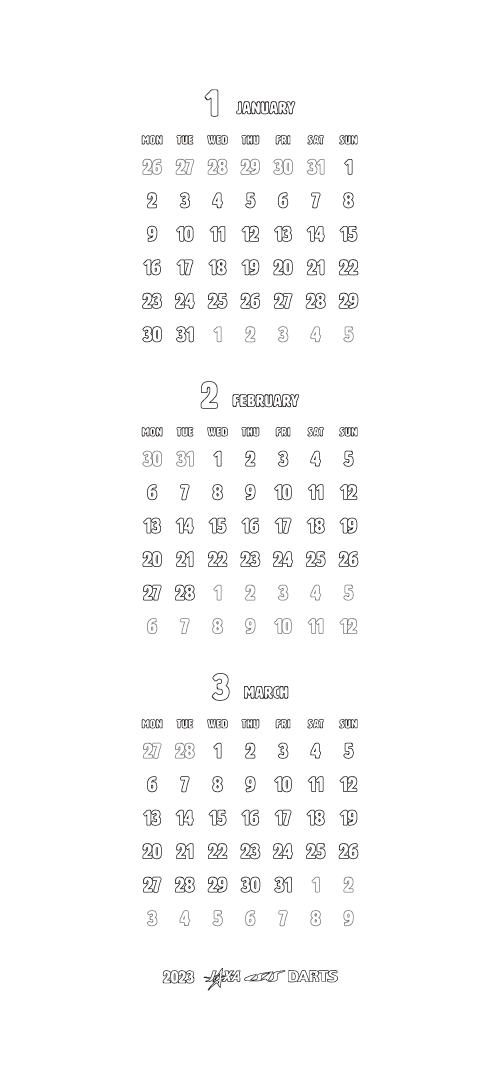 1 JANUARY
MON TUE WED THU FRI SAT SUN
26 27 28 29 30 31 1
2 3 4 5 6 7 8
9 10 11 12 13 14 15
16 17 18 19 20 21 22
23 24 25 26 27 28 29
30 31 1 2 3 4 5
2 FEBRUARY
MON TUE WED THU FRI SAT SUN
30 31 1 2 3 4 5
6 7 8 9 10 11 12
13 14 15 16 17 18 19
20 21 22 23 24 25 26
27 28 1 2 3 4 5
6 7 8 9 10 11 12
3 MARCH
MON TUE WED THU FRI SAT SUN
27 28 1 2 3 4 5
6 7 8 9 10 11 12
13 14 15 16 17 18 19
20 21 22 23 24 25 26
27 28 29 30 31 1 2
3 4 5 6 7 8 9
2023 JAXA DARTS